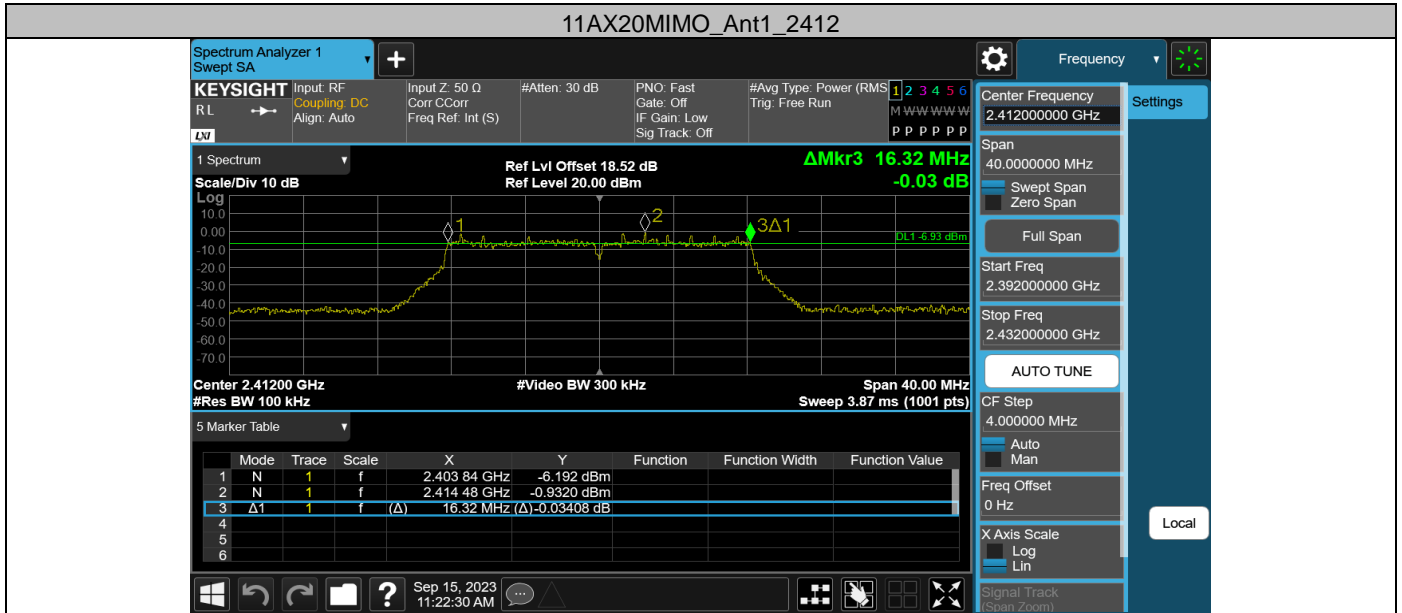 11AX20MIMO_Ant1_2412
Spectrum Analyzer 1
Swept SA
Frequency
KEYSIGHT
RL
LXI
Input: RF
Coupling: DC
Align: Auto
Input Z: 50 Ω
Corr CCorr
Freq Ref: Int (S)
#Atten: 30 dB
PNO: Fast
Gate: Off
IF Gain: Low
Sig Track: Off
#Avg Type: Power (RMS
Trig: Free Run
1 2 3 4 5 6
M W W W W W
P P P P P P
1 Spectrum
Scale/Div 10 dB
Ref Lvl Offset 18.52 dB
Ref Level 20.00 dBm
ΔMkr3 16.32 MHz
-0.03 dB
Log
10.0
0.00
-10.0
-20.0
-30.0
-40.0
-50.0
-60.0
-70.0
1
2
3Δ1
DL1 -6.93 dBm
Center 2.41200 GHz
#Video BW 300 kHz
Span 40.00 MHz
#Res BW 100 kHz
Sweep 3.87 ms (1001 pts)
5 Marker Table
Mode Trace Scale X Y Function Function Width Function Value
1 N 1 f 2.403 84 GHz -6.192 dBm
2 N 1 f 2.414 48 GHz -0.9320 dBm
3 Δ1 1 f (Δ) 16.32 MHz (Δ) -0.03408 dB
4
5
6
?
Sep 15, 2023
11:22:30 AM
Center Frequency
2.412000000 GHz
Settings
Span
40.0000000 MHz
Swept Span
Zero Span
Full Span
Start Freq
2.392000000 GHz
Stop Freq
2.432000000 GHz
AUTO TUNE
CF Step
4.000000 MHz
Auto
Man
Freq Offset
0 Hz
Local
X Axis Scale
Log
Lin
Signal Track
(Span Zoom)